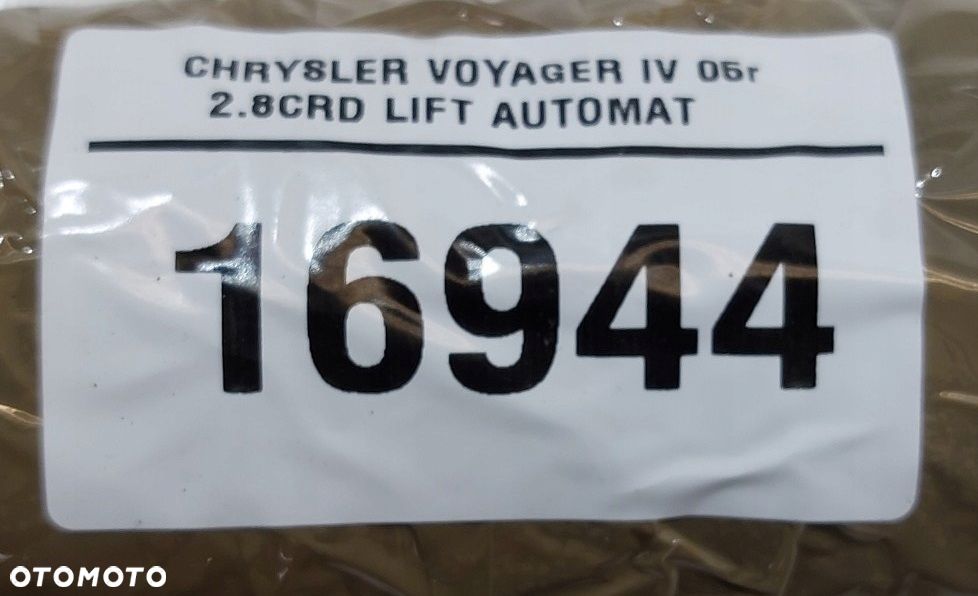 CHRYSLER VOYAGER IV 05r
2.8CRD LIFT AUTOMAT
16944
OTOMOTO